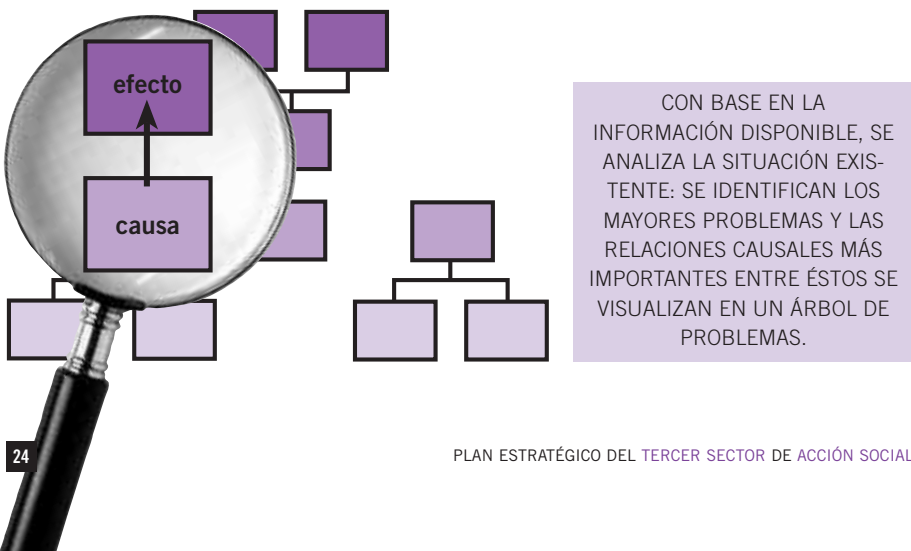 efecto
causa
CON BASE EN LA
INFORMACIÓN DISPONIBLE, SE
ANALIZA LA SITUACIÓN EXIS-
TENTE: SE IDENTIFICAN LOS
MAYORES PROBLEMAS Y LAS
RELACIONES CAUSALES MÁS
IMPORTANTES ENTRE ÉSTOS SE
VISUALIZAN EN UN ÁRBOL DE
PROBLEMAS.
24
PLAN ESTRATÉGICO DEL TERCER SECTOR DE ACCIÓN SOCIAL